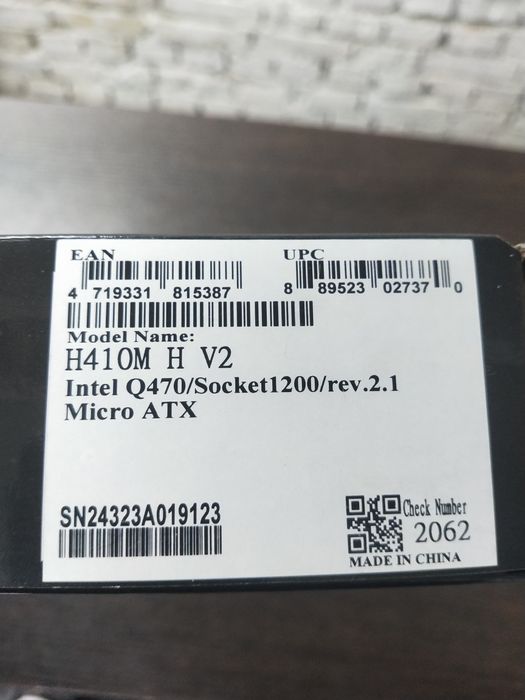 EAN
UPC
4 719331 815387
8 89523 02737 0
Model Name:
H410M H V2
Intel Q470/Socket1200/rev.2.1
Micro ATX
SN24323A019123
Check Number
2062
MADE IN CHINA